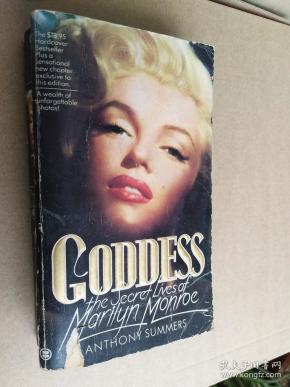 The $18.95
Hardcover
Bestseller
Plus a
sensational
new chapter
exclusive to
this edition.
A wealth of
unforgettable
photos!
GODDESS
the Secret Lives of
Marilyn Monroe
ANTHONY SUMMERS